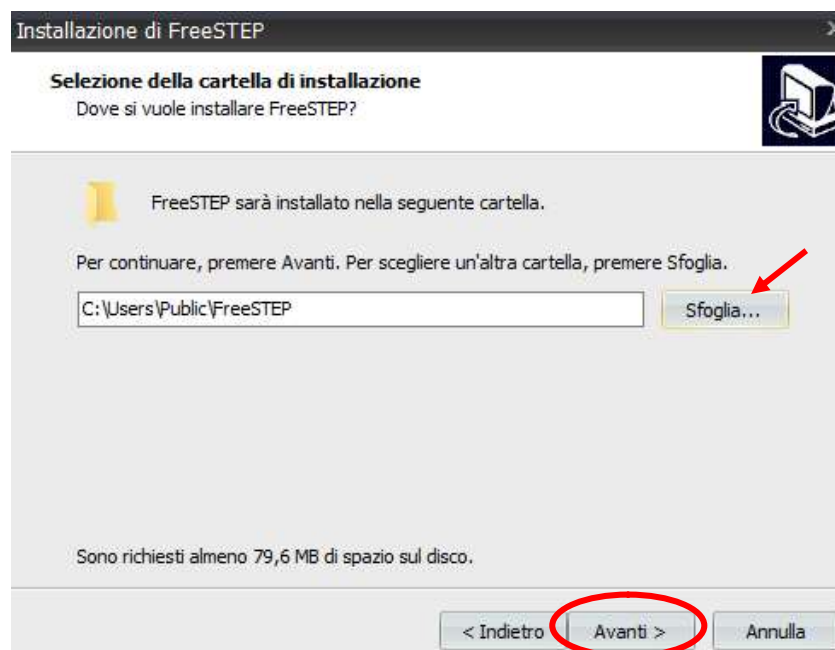 Installazione di FreeSTEP
Selezione della cartella di installazione
Dove si vuole installare FreeSTEP?
FreeSTEP sarà installato nella seguente cartella.
Per continuare, premere Avanti. Per scegliere un'altra cartella, premere Sfoglia.
C:\Users\Public\FreeSTEP
Sfoglia...
Sono richiesti almeno 79,6 MB di spazio sul disco.
< Indietro Avanti > Annulla